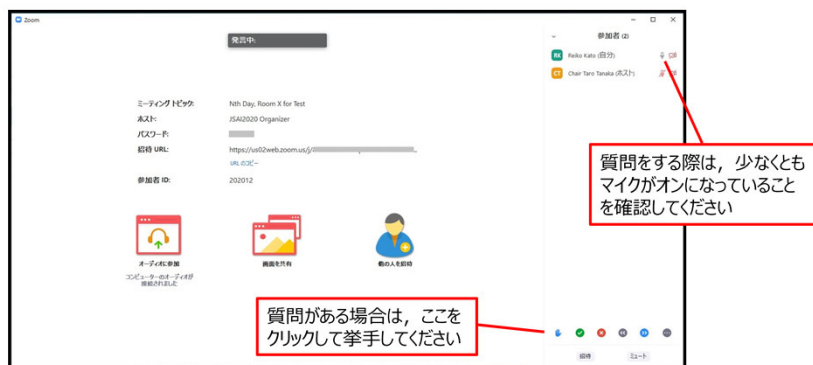 Zoom
発言中:
ミーティング トピック: Nth Day, Room X for Test
ホスト: JSAI2020 Organizer
パスワード:
招待 URL: https://us02web.zoom.us/j/
URL のコピー
参加者 ID: 202012
オーディオに参加
コンピューターのオーディオが
接続されました
画面を共有
他の人を招待
参加者 (2)
RK Reiko Kato (自分)
CT Chair Taro Tanaka (ホスト)
質問をする際は，少なくとも
マイクがオンになっていること
を確認してください
質問がある場合は，ここを
クリックして挙手してください
招待 ミュート